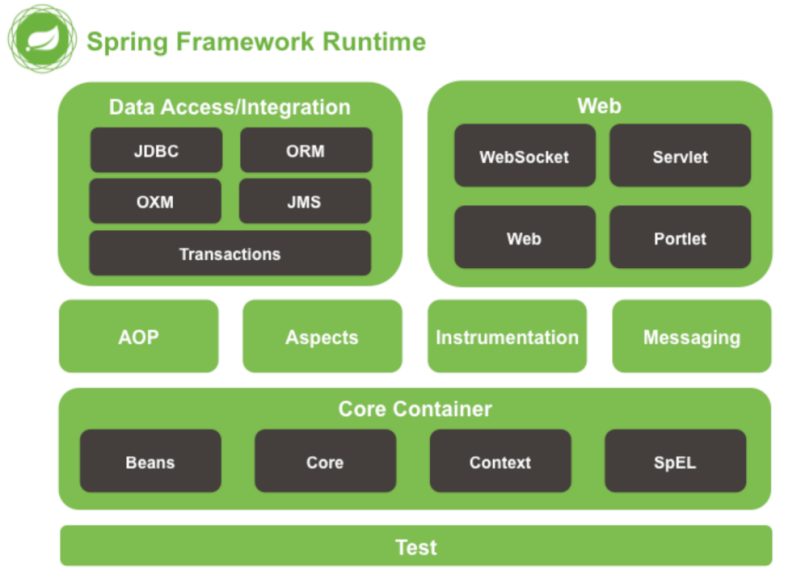 Spring Framework Runtime
Data Access/Integration
JDBC
ORM
OXM
JMS
Transactions
Web
WebSocket
Servlet
Web
Portlet
AOP
Aspects
Instrumentation
Messaging
Core Container
Beans
Core
Context
SpEL
Test